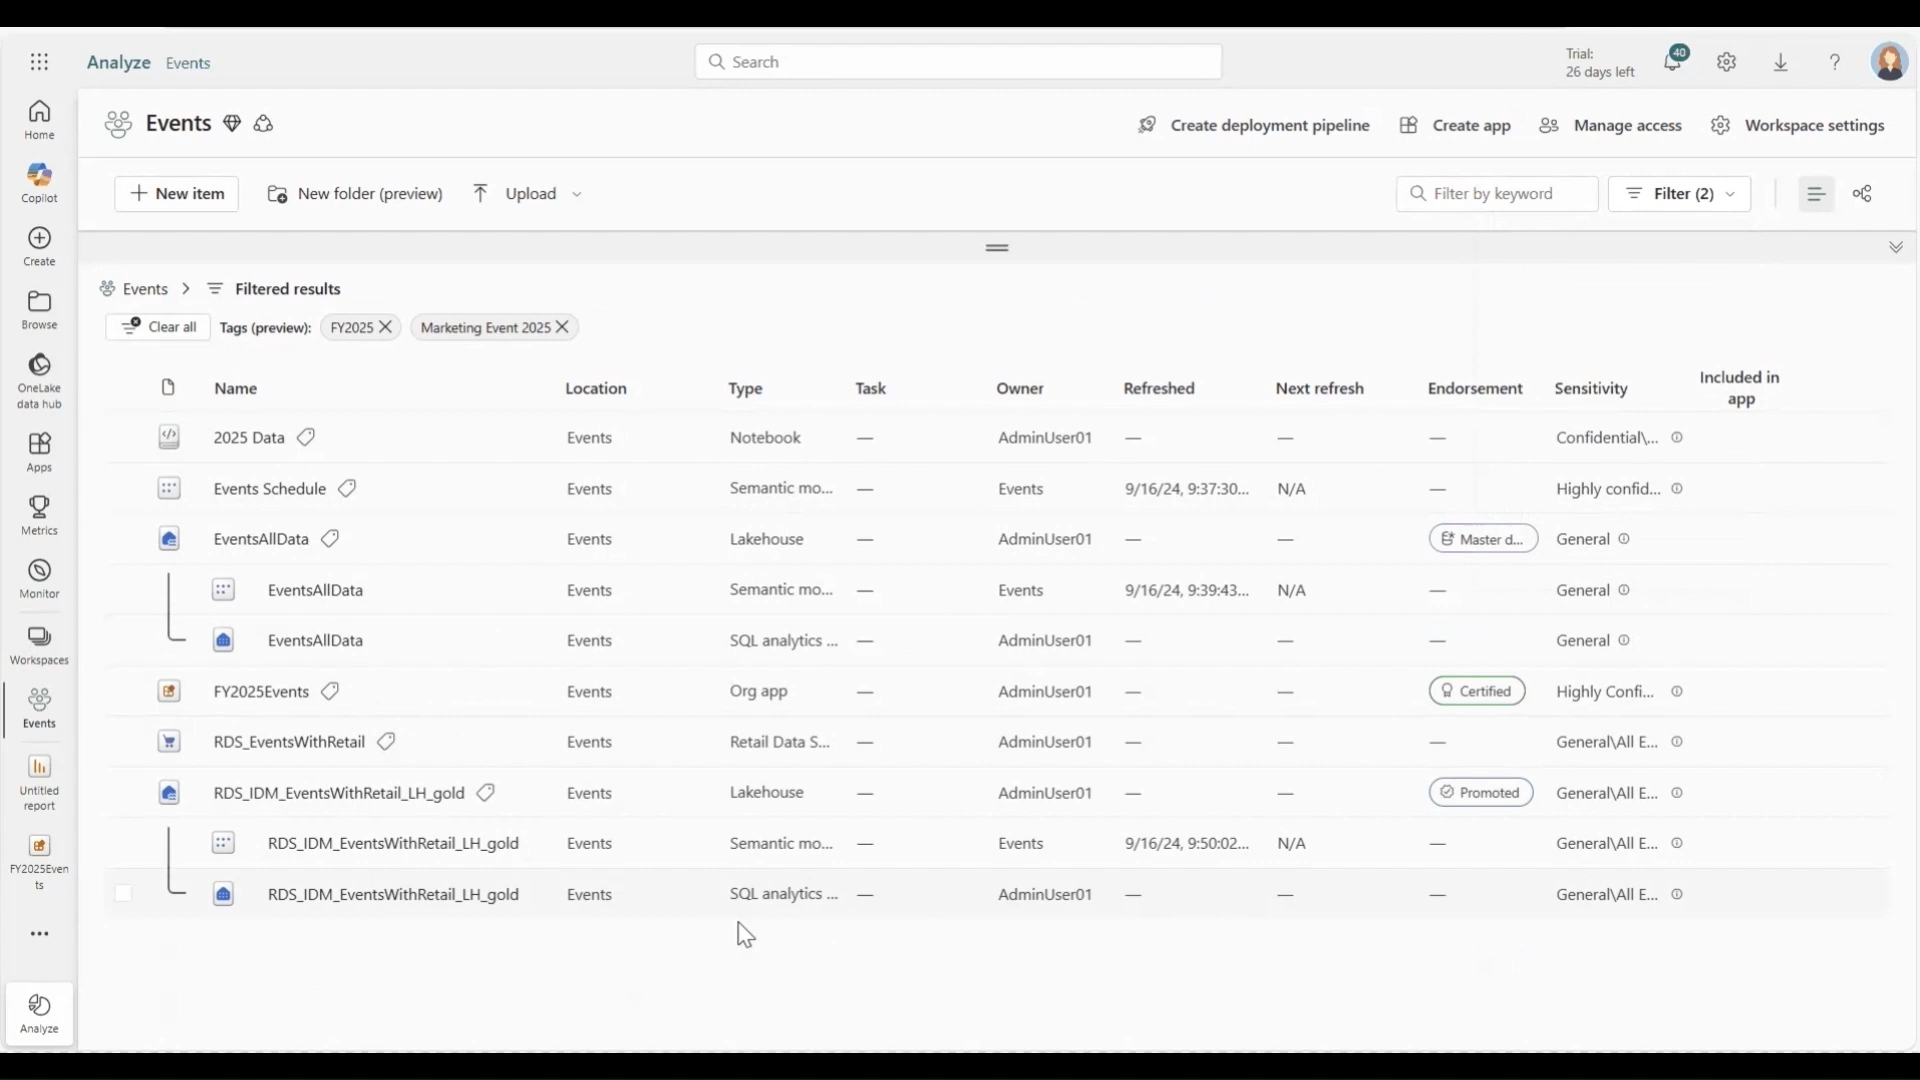 Analyze Events
Search
Trial:
26 days left
40
?
Home
Copilot
Create
Browse
OneLake
data hub
Apps
Metrics
Monitor
Workspaces
Events
Untitled
report
FY2025Even
ts
Analyze
Events
Create deployment pipeline
Create app
Manage access
Workspace settings
New item
New folder (preview)
Upload
Filter by keyword
Filter (2)
Events > Filtered results
Clear all Tags (preview): FY2025 Marketing Event 2025
Name Location Type Task Owner Refreshed Next refresh Endorsement Sensitivity Included in
app
2025 Data Events Notebook — AdminUser01 — — — Confidential\...
Events Schedule Events Semantic mo... — Events 9/16/24, 9:37:30... N/A — Highly confid...
EventsAllData Events Lakehouse — AdminUser01 — — Master d... General
EventsAllData Events Semantic mo... — Events 9/16/24, 9:39:43... N/A — General
EventsAllData Events SQL analytics ... — AdminUser01 — — — General
FY2025Events Events Org app — AdminUser01 — — Certified Highly Confi...
RDS_EventsWithRetail Events Retail Data S... — AdminUser01 — — — General\All E...
RDS_IDM_EventsWithRetail_LH_gold Events Lakehouse — AdminUser01 — — Promoted General\All E...
RDS_IDM_EventsWithRetail_LH_gold Events Semantic mo... — Events 9/16/24, 9:50:02... N/A — General\All E...
RDS_IDM_EventsWithRetail_LH_gold Events SQL analytics ... — AdminUser01 — — — General\All E...